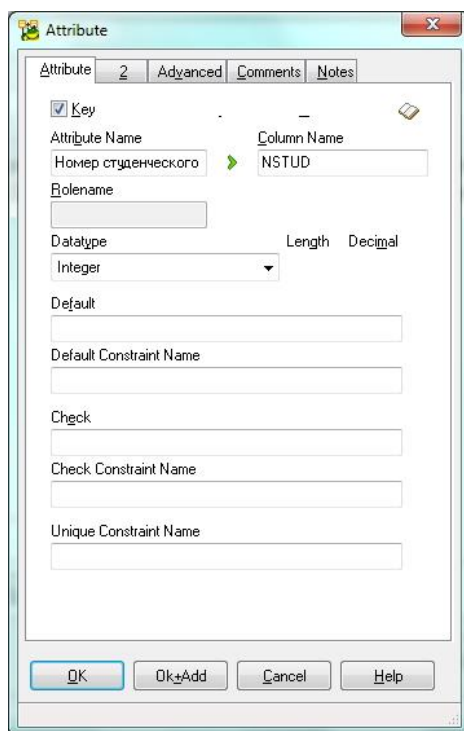 Attribute
Attribute 2 Advanced Comments Notes
Key
Attribute Name Column Name
Номер студенческого NSTUD
Rolename
Datatype Length Decimal
Integer
Default
Default Constraint Name
Check
Check Constraint Name
Unique Constraint Name
OK Ok+Add Cancel Help